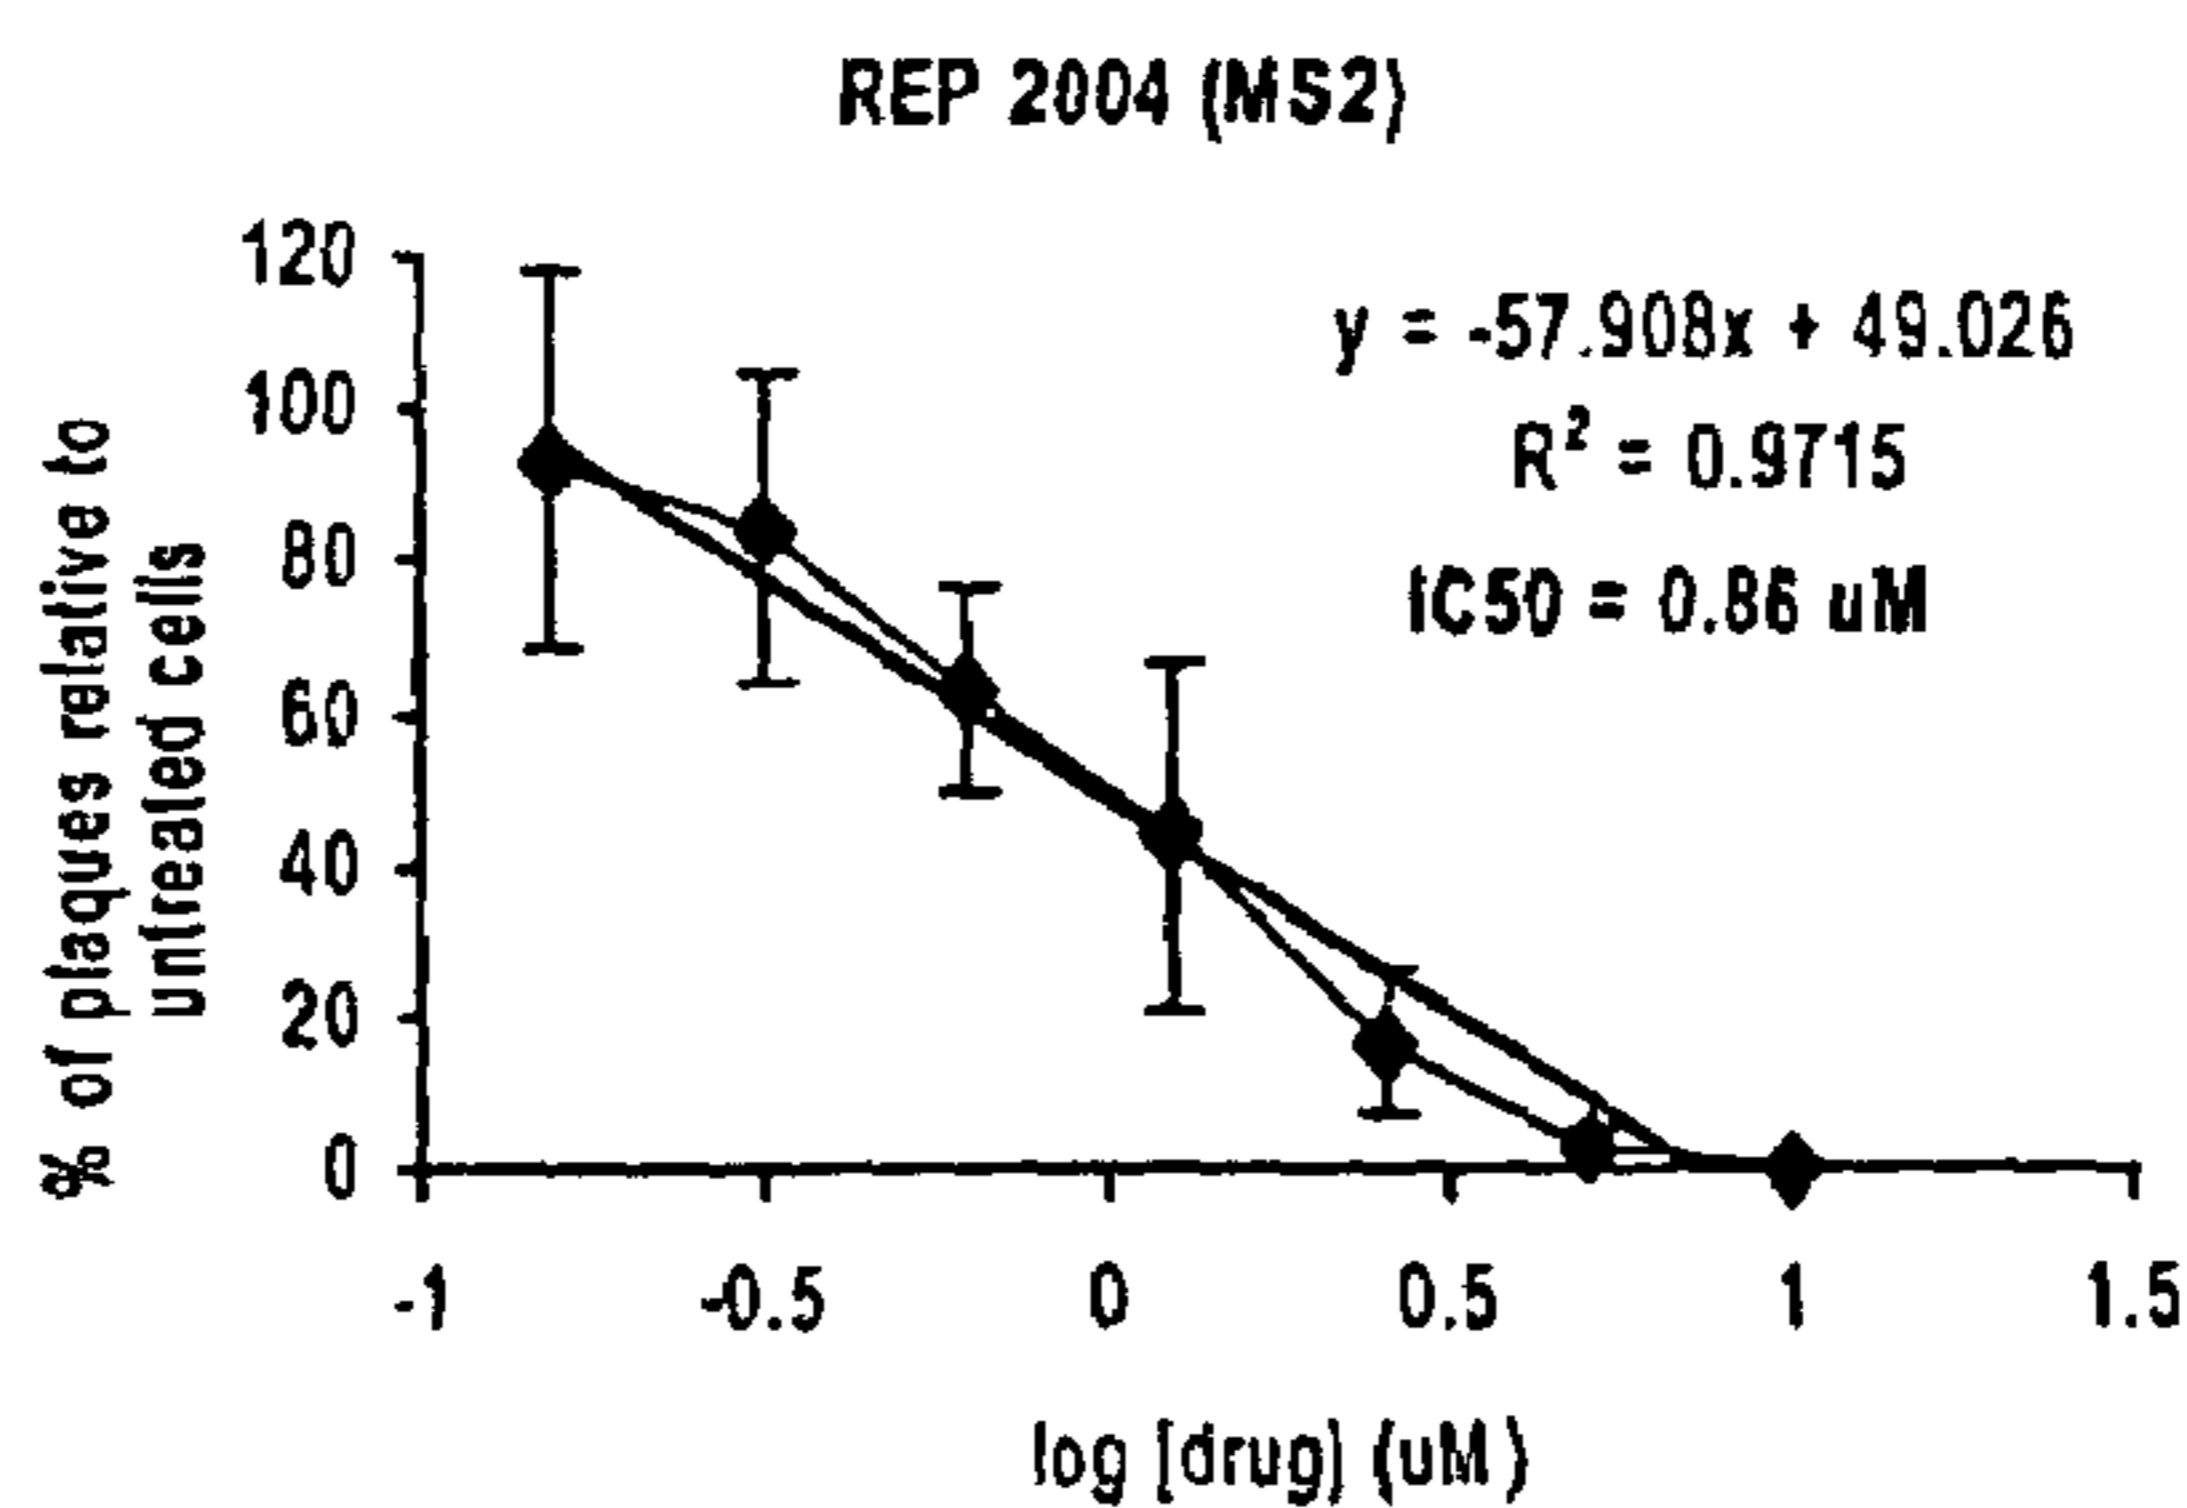 REP 2004 (MS2)
% of plaques relative to
untreated cells
120
100
80
60
40
20
0
y = -57.908x + 49.026
R² = 0.9715
IC50 = 0.86 uM
-1 -0.5 0 0.5 1 1.5
log [drug] (uM)